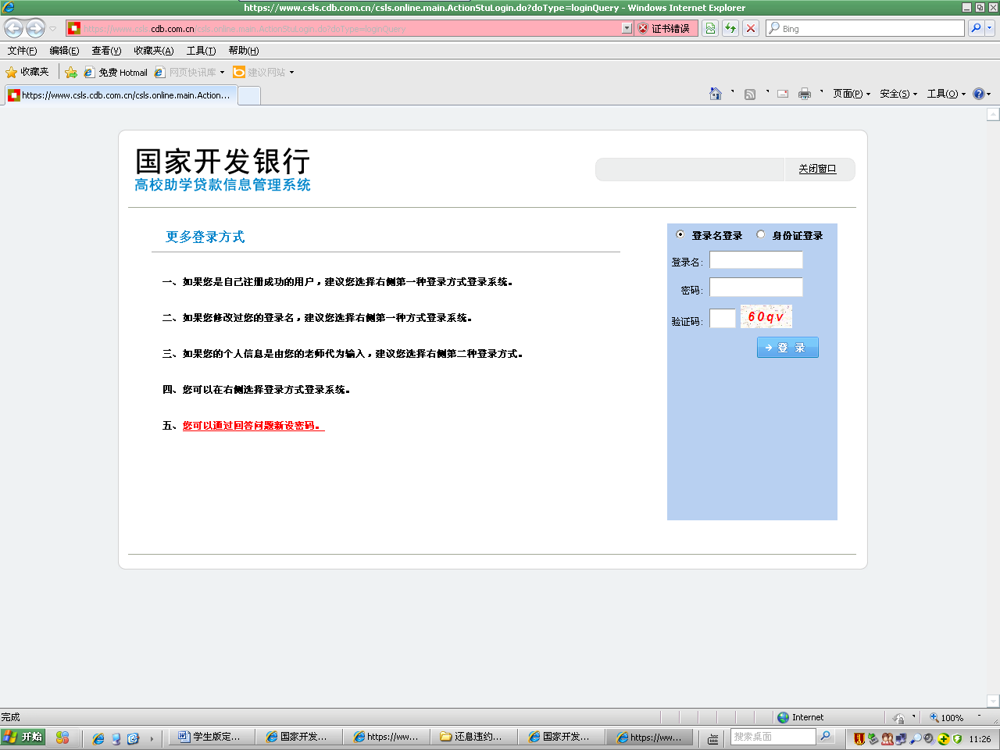 https://www.csls.cdb.com.cn/csls.online.main.ActionStuLogin.do?doType=loginQuery - Windows Internet Explorer
https://www.csls.cdb.com.cn/csls.online.main.ActionStuLogin.do?doType=loginQuery 证书错误 Bing
文件(F) 编辑(E) 查看(V) 收藏夹(A) 工具(T) 帮助(H)
收藏夹 免费 Hotmail 网页快讯库 建议网站
https://www.csls.cdb.com.cn/csls.online.main.Action... 页面(P) 安全(S) 工具(O)
国家开发银行
高校助学贷款信息管理系统
关闭窗口
更多登录方式
一、如果您是自己注册成功的用户，建议您选择右侧第一种登录方式登录系统。
二、如果您修改过您的登录名，建议您选择右侧第一种方式登录系统。
三、如果您的个人信息是由您的老师代为输入，建议您选择右侧第二种登录方式。
四、您可以在右侧选择登录方式登录系统。
五、您可以通过回答问题新设密码。
登录名登录 身份证登录
登录名:
密码:
验证码: 60qv
登 录
完成 Internet 100%
开始 学生版定... 国家开发... https://ww... 还息违约... 国家开发... https://ww... 搜索桌面 11:26